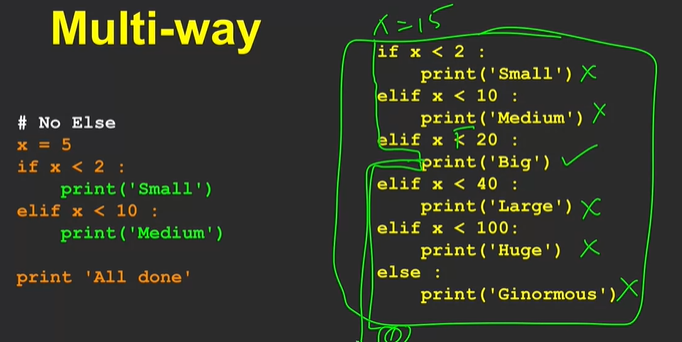 Multi-way
# No Else
x = 5
if x < 2 :
    print('Small')
elif x < 10 :
    print('Medium')
print 'All done'
x=15
if x < 2 :
    print('Small') X
elif x < 10 :
    print('Medium') X
elif x < 20 :
    print('Big') ✓
elif x < 40 :
    print('Large') X
elif x < 100:
    print('Huge') X
else :
    print('Ginormous') X